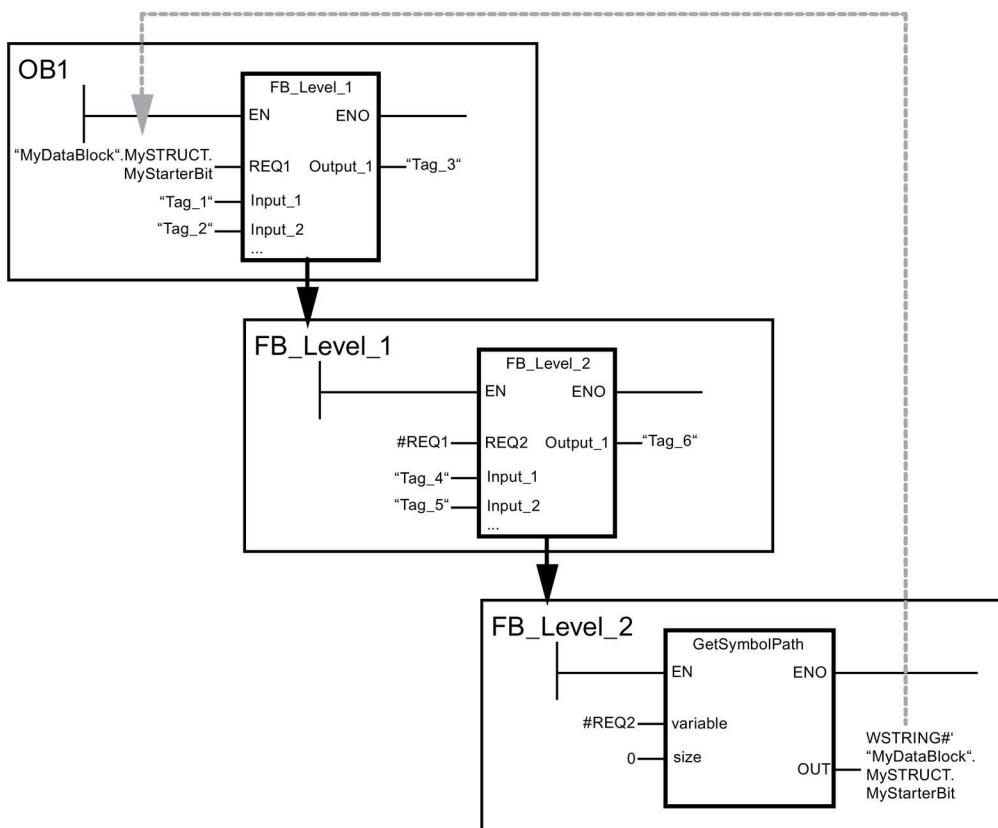 OB1
FB_Level_1
EN ENO
"MyDataBlock“.MySTRUCT.
MyStarterBit
REQ1 Output_1 “Tag_3“
“Tag_1“ Input_1
“Tag_2“ Input_2
...
FB_Level_1
FB_Level_2
EN ENO
#REQ1 REQ2 Output_1 “Tag_6“
“Tag_4“ Input_1
“Tag_5“ Input_2
...
FB_Level_2
GetSymbolPath
EN ENO
#REQ2 variable
0 size
OUT
WSTRING#‘
“MyDataBlock“.
MySTRUCT.
MyStarterBit